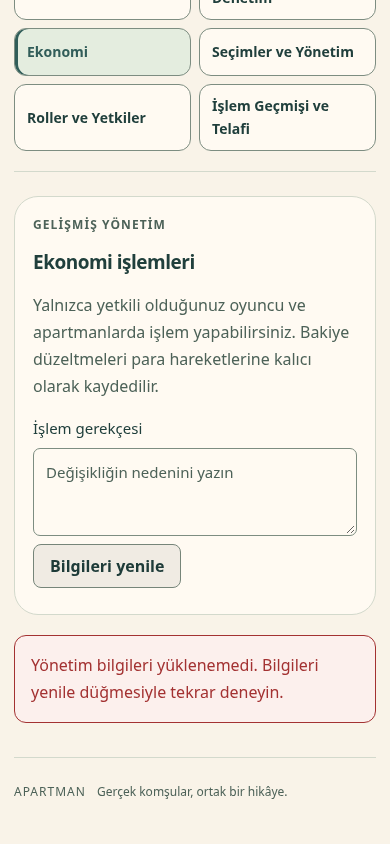 Denetim
Ekonomi
Seçimler ve Yönetim
Roller ve Yetkiler
İşlem Geçmişi ve
Telafi
GELİŞMİŞ YÖNETİM
Ekonomi işlemleri
Yalnızca yetkili olduğunuz oyuncu ve
apartmanlarda işlem yapabilirsiniz. Bakiye
düzeltmeleri para hareketlerine kalıcı
olarak kaydedilir.
İşlem gerekçesi
Değişikliğin nedenini yazın
Bilgileri yenile
Yönetim bilgileri yüklenemedi. Bilgileri
yenile düğmesiyle tekrar deneyin.
APARTMAN Gerçek komşular, ortak bir hikâye.